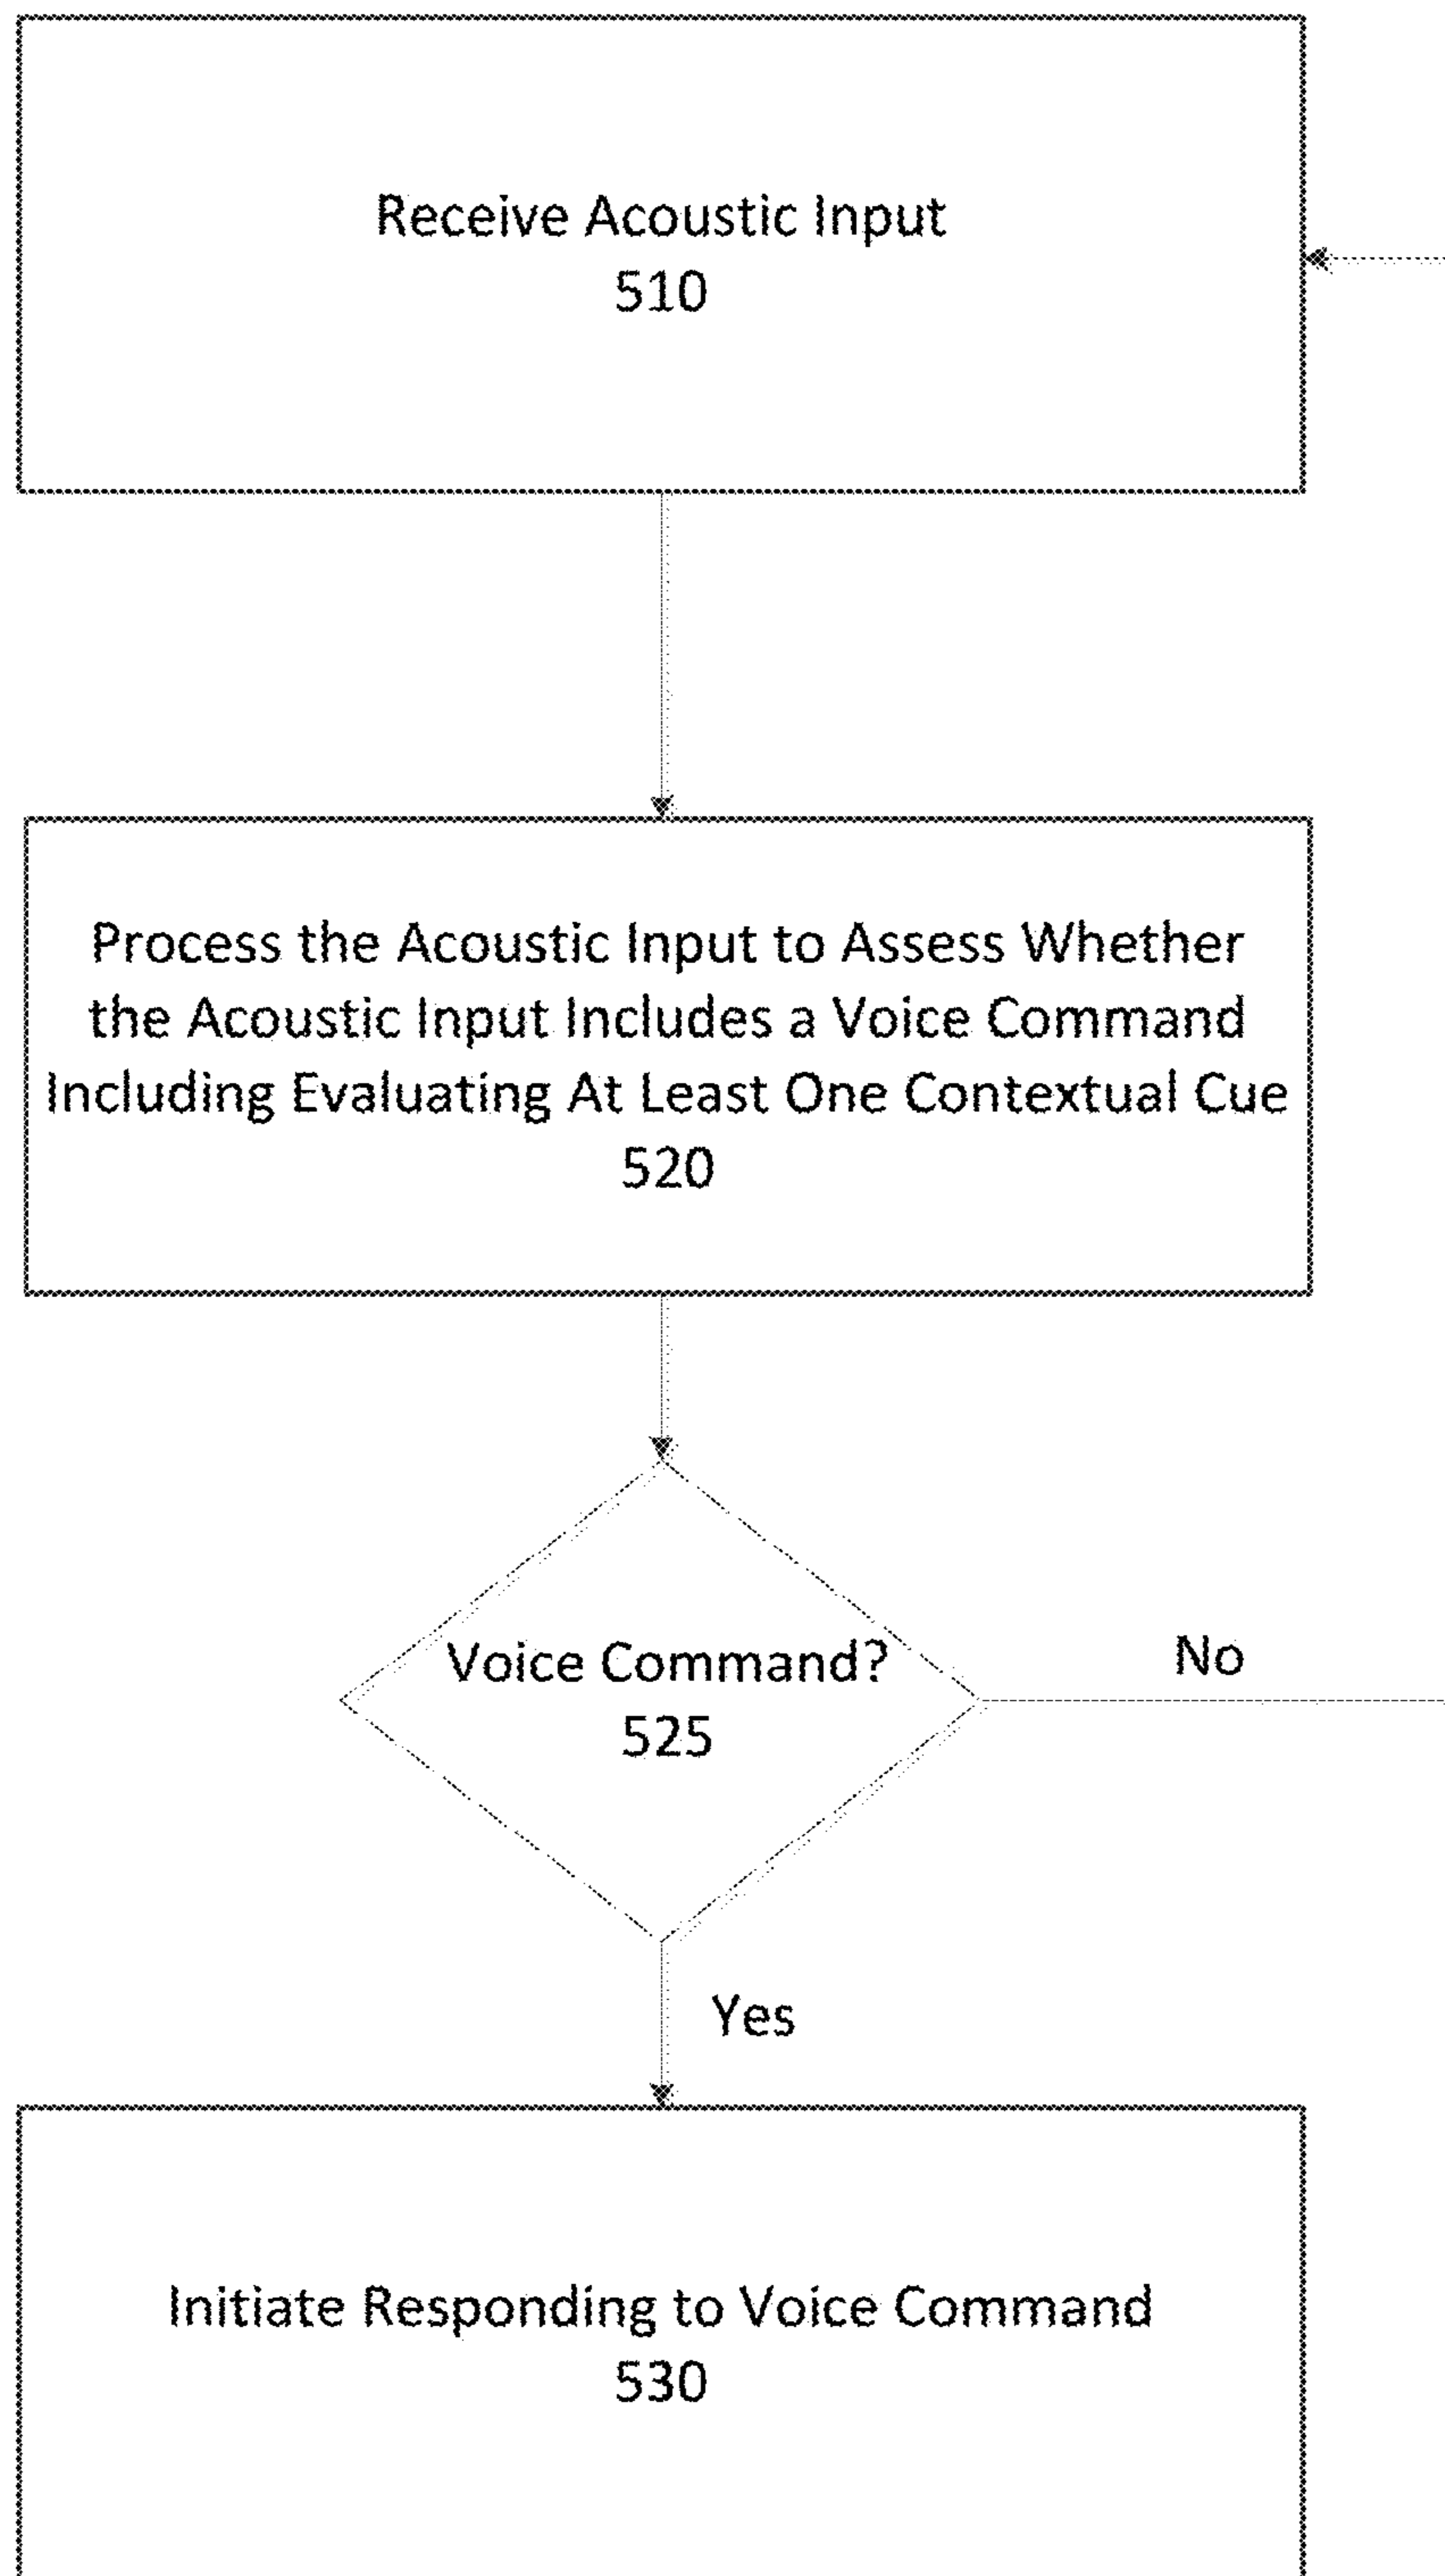 Receive Acoustic Input
510
Process the Acoustic Input to Assess Whether
the Acoustic Input Includes a Voice Command
Including Evaluating At Least One Contextual Cue
520
Voice Command?
525
No
Yes
Initiate Responding to Voice Command
530